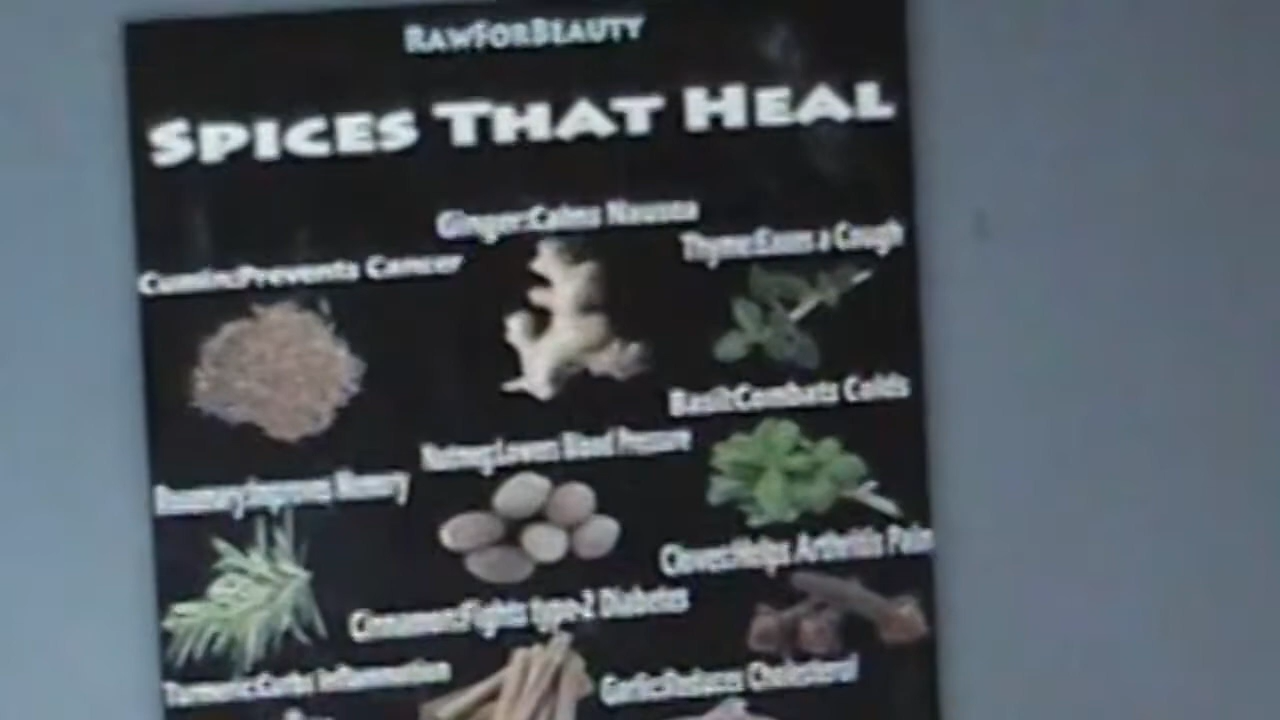 RAWFORBEAUTY
SPICES THAT HEAL
Ginger:Calms Nausea
Thyme:Eases a Cough
Cumin:Prevents Cancer
Basil:Combats Colds
Nutmeg:Lowers Blood Pressure
Rosemary:Improves Memory
Cloves:Helps Arthritis Pain
Cinnamon:Fights type-2 Diabetes
Turmeric:Curbs Inflammation
Garlic:Reduces Cholesterol